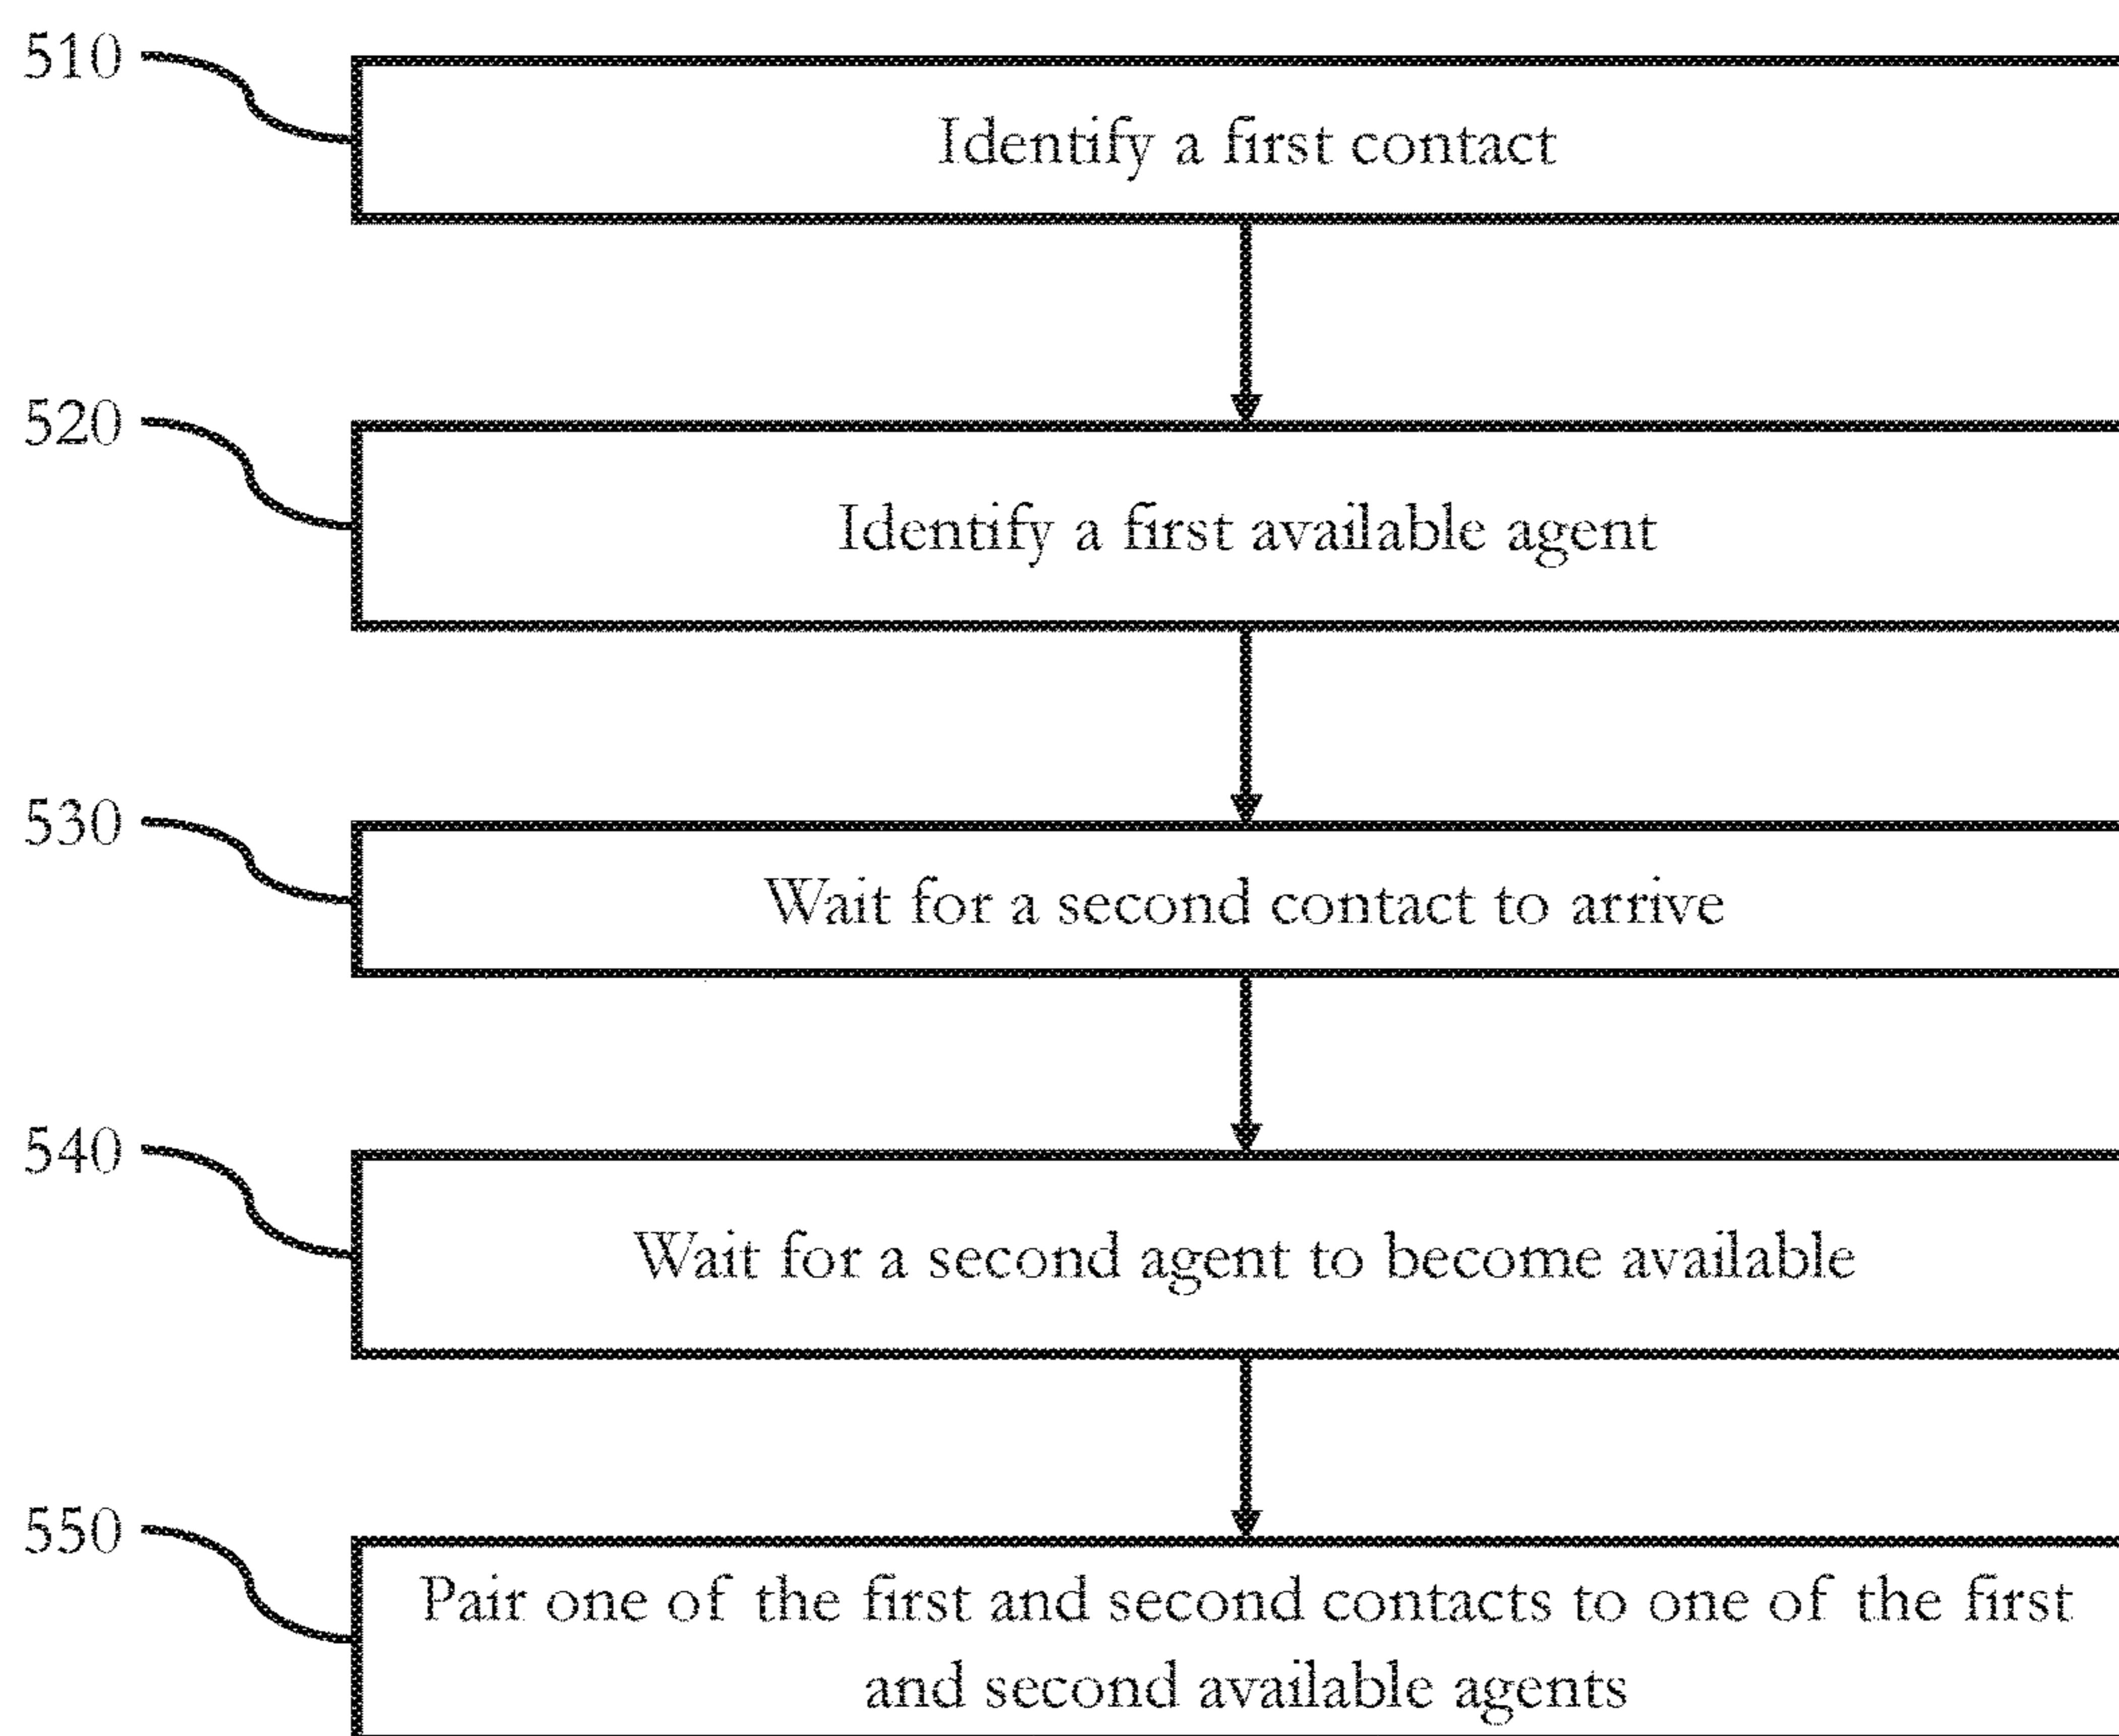 510
Identify a first contact
520
Identify a first available agent
530
Wait for a second contact to arrive
540
Wait for a second agent to become available
550
Pair one of the first and second contacts to one of the first
and second available agents